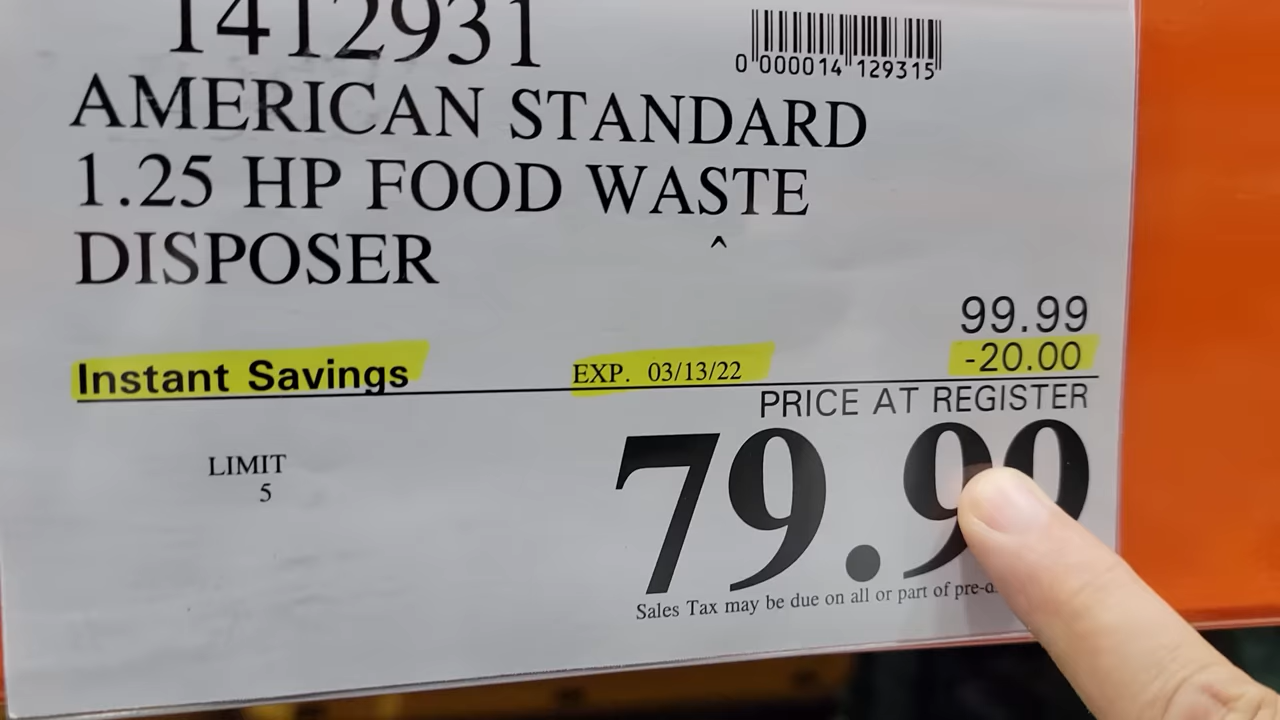 1412931
0 000014 129315
AMERICAN STANDARD
1.25 HP FOOD WASTE
DISPOSER
^
99.99
Instant Savings EXP. 03/13/22 -20.00
PRICE AT REGISTER
79.99
LIMIT
5
Sales Tax may be due on all or part of